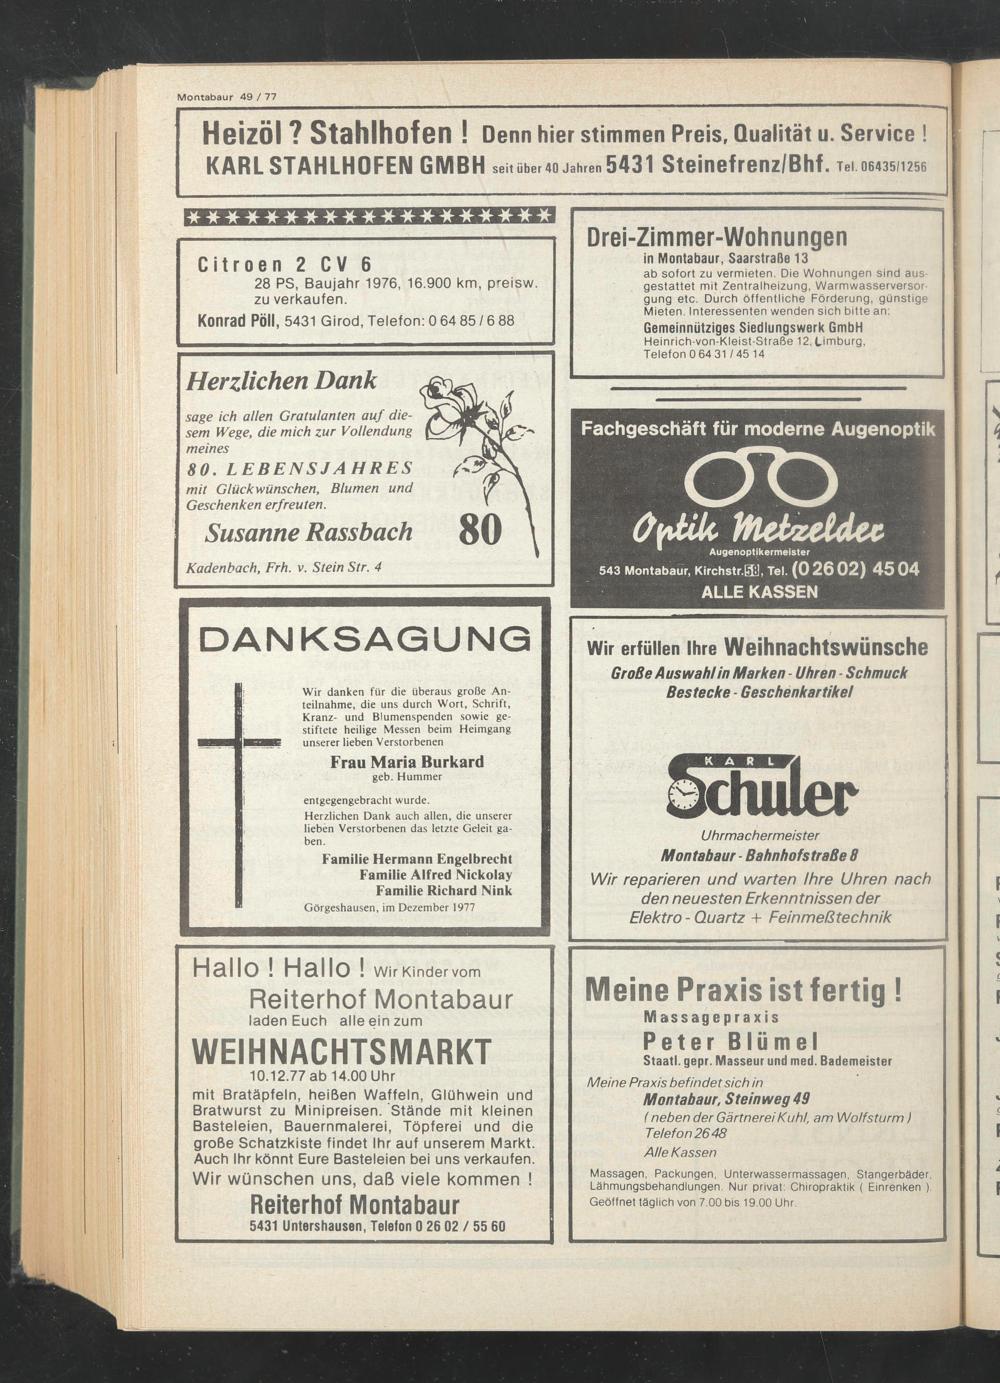 Montabaur 49 / 77
Heizöl ? Stahlhofen ! Denn hier stimmen Preis, Qualität u. Service !
KARL STAHLHOFEN GMBH seit über 40 Jahren 5431 Steinefrenz/Bhf. Tel. 06435/1256
Citroen 2 CV 6
28 PS, Baujahr 1976, 16.900 km, preisw.
zu verkaufen.
Konrad Pöll, 5431 Girod, Telefon: 0 64 85 / 6 88
Herzlichen Dank
sage ich allen Gratulanten auf die-
sem Wege, die mich zur Vollendung
meines
80. LEBENSJAHRES
mit Glückwünschen, Blumen und
Geschenken erfreuten.
Susanne Rassbach 80
Kadenbach, Frh. v. Stein Str. 4
DANKSAGUNG
Wir danken für die überaus große An-
teilnahme, die uns durch Wort, Schrift,
Kranz- und Blumenspenden sowie ge-
stiftete heilige Messen beim Heimgang
unserer lieben Verstorbenen
Frau Maria Burkard
geb. Hummer
entgegengebracht wurde.
Herzlichen Dank auch allen, die unserer
lieben Verstorbenen das letzte Geleit ga-
ben.
Familie Hermann Engelbrecht
Familie Alfred Nickolay
Familie Richard Nink
Görgeshausen, im Dezember 1977
Hallo ! Hallo ! Wir Kinder vom
Reiterhof Montabaur
laden Euch alle ein zum
WEIHNACHTSMARKT
10.12.77 ab 14.00 Uhr
mit Bratäpfeln, heißen Waffeln, Glühwein und
Bratwurst zu Minipreisen. Stände mit kleinen
Basteleien, Bauernmalerei, Töpferei und die
große Schatzkiste findet Ihr auf unserem Markt.
Auch Ihr könnt Eure Basteleien bei uns verkaufen.
Wir wünschen uns, daß viele kommen !
Reiterhof Montabaur
5431 Untershausen, Telefon 0 26 02 / 55 60
Drei-Zimmer-Wohnungen
in Montabaur, Saarstraße 13
ab sofort zu vermieten. Die Wohnungen sind aus-
gestattet mit Zentralheizung, Warmwasserversor-
gung etc. Durch öffentliche Förderung, günstige
Mieten. Interessenten wenden sich bitte an:
Gemeinnütziges Siedlungswerk GmbH
Heinrich-von-Kleist-Straße 12, Limburg,
Telefon 0 64 31 / 45 14
Fachgeschäft für moderne Augenoptik
Optik Metzelder
Augenoptikermeister
543 Montabaur, Kirchstr. 58, Tel. (0 26 02) 45 04
ALLE KASSEN
Wir erfüllen Ihre Weihnachtswünsche
Große Auswahl in Marken - Uhren - Schmuck
Bestecke - Geschenkartikel
KARL
Schuler
Uhrmachermeister
Montabaur - Bahnhofstraße 8
Wir reparieren und warten Ihre Uhren nach
den neuesten Erkenntnissen der
Elektro - Quartz + Feinmeßtechnik
Meine Praxis ist fertig !
Massagepraxis
Peter Blümel
Staatl. gepr. Masseur und med. Bademeister
Meine Praxis befindet sich in
Montabaur, Steinweg 49
( neben der Gärtnerei Kuhl, am Wolfsturm )
Telefon 26 48
Alle Kassen
Massagen, Packungen, Unterwassermassagen, Stangerbäder,
Lähmungsbehandlungen. Nur privat: Chiropraktik ( Einrenken ).
Geöffnet täglich von 7.00 bis 19.00 Uhr.